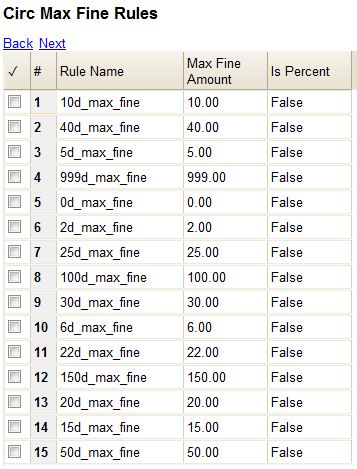 Circ Max Fine Rules
Back Next
✓ # Rule Name Max Fine Amount Is Percent
1 10d_max_fine 10.00 False
2 40d_max_fine 40.00 False
3 5d_max_fine 5.00 False
4 999d_max_fine 999.00 False
5 0d_max_fine 0.00 False
6 2d_max_fine 2.00 False
7 25d_max_fine 25.00 False
8 100d_max_fine 100.00 False
9 30d_max_fine 30.00 False
10 6d_max_fine 6.00 False
11 22d_max_fine 22.00 False
12 150d_max_fine 150.00 False
13 20d_max_fine 20.00 False
14 15d_max_fine 15.00 False
15 50d_max_fine 50.00 False